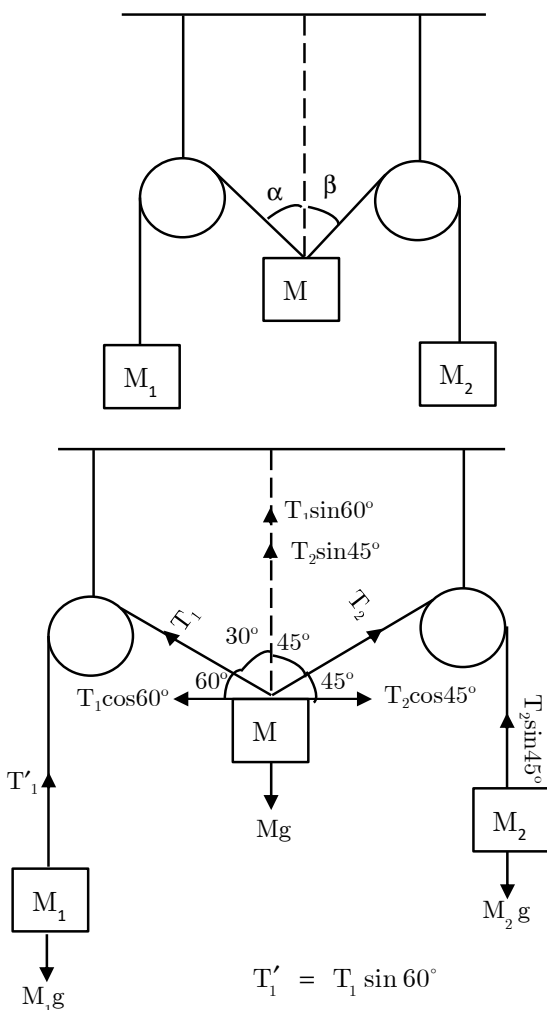 α β
M
M₁ M₂
T₁sin60°
T₂sin45°
T₁ T₂
30° 45°
60° 45°
T₁cos60° T₂cos45°
M
T₂sin45°
T′₁
Mg
M₂
M₁
M₂g
T₁′ = T₁ sin 60°
M₁g